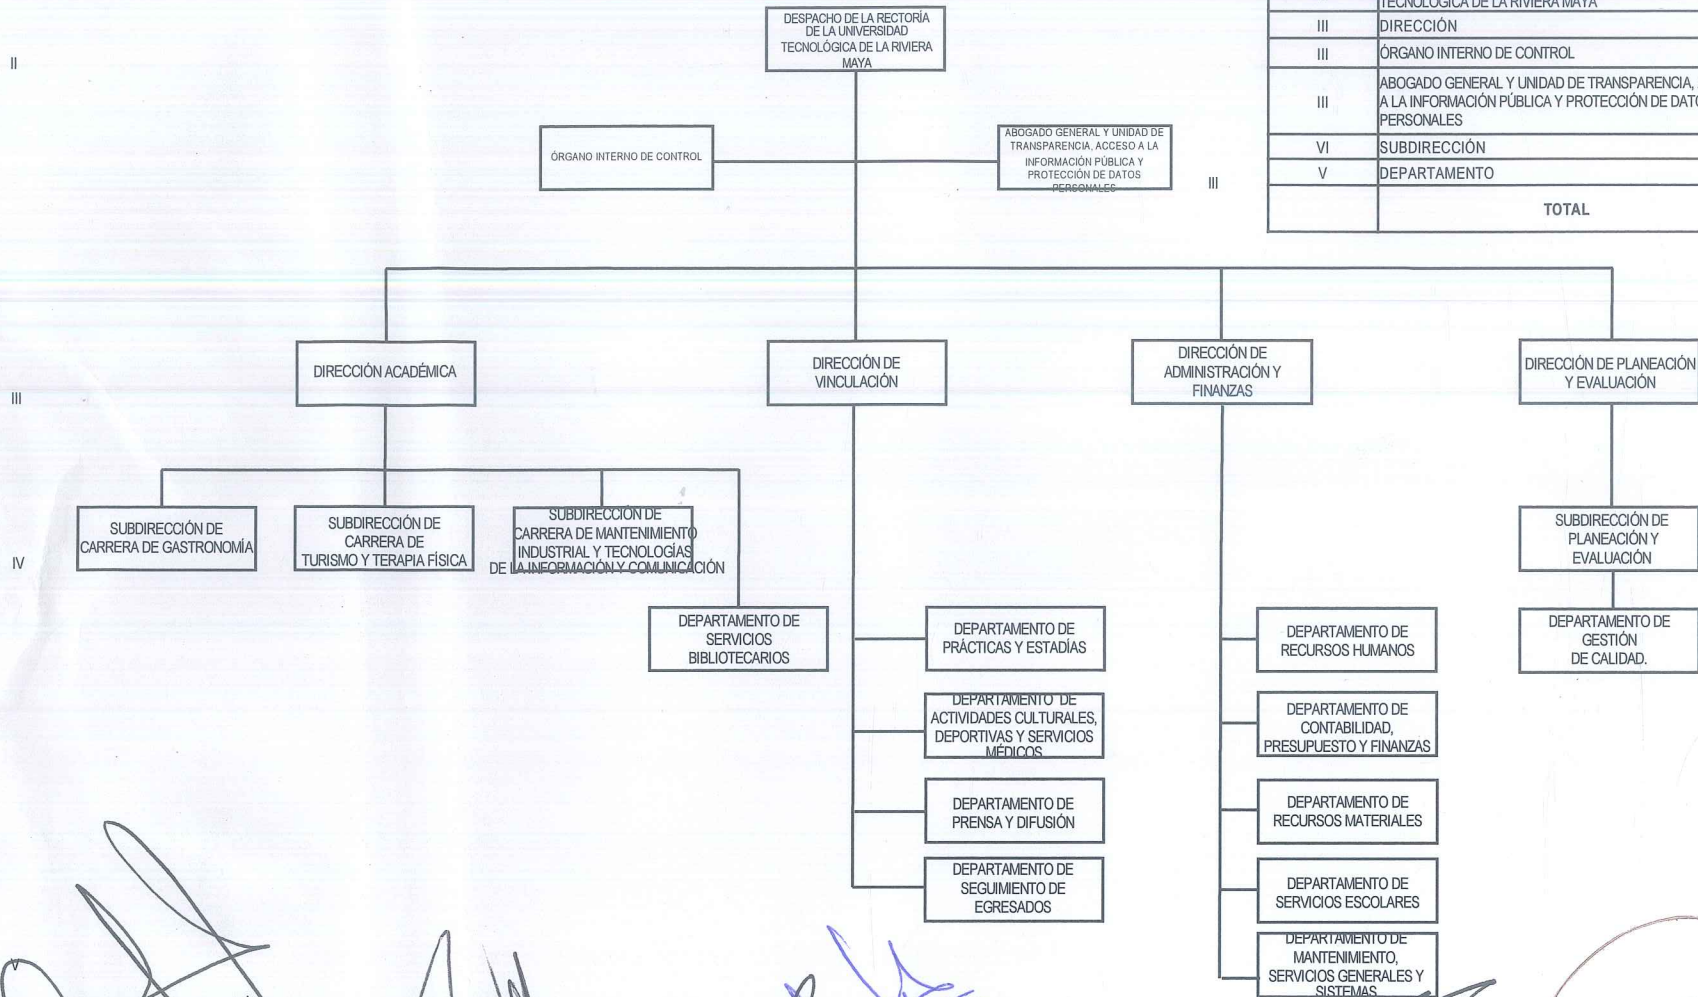 DESPACHO DE LA RECTORÍA
DE LA UNIVERSIDAD
TECNOLÓGICA DE LA RIVIERA
MAYA
TECNOLÓGICA DE LA RIVIERA MAYA
III DIRECCIÓN
III ÓRGANO INTERNO DE CONTROL
III ABOGADO GENERAL Y UNIDAD DE TRANSPARENCIA,
A LA INFORMACIÓN PÚBLICA Y PROTECCIÓN DE
PERSONALES
VI SUBDIRECCIÓN
V DEPARTAMENTO
TOTAL
II
ÓRGANO INTERNO DE CONTROL
ABOGADO GENERAL Y UNIDAD DE
TRANSPARENCIA, ACCESO A LA
INFORMACIÓN PÚBLICA Y
PROTECCIÓN DE DATOS
PERSONALES
III
DIRECCIÓN ACADÉMICA
DIRECCIÓN DE
VINCULACIÓN
DIRECCIÓN DE
ADMINISTRACIÓN Y
FINANZAS
DIRECCIÓN DE PLANEACIÓN
Y EVALUACIÓN
III
SUBDIRECCIÓN DE
CARRERA DE GASTRONOMÍA
SUBDIRECCIÓN DE
CARRERA DE
TURISMO Y TERAPIA FÍSICA
SUBDIRECCIÓN DE
CARRERA DE MANTENIMIENTO
INDUSTRIAL Y TECNOLOGÍAS
DE LA INFORMACIÓN Y COMUNICACIÓN
SUBDIRECCIÓN DE
PLANEACIÓN Y
EVALUACIÓN
IV
DEPARTAMENTO DE
SERVICIOS
BIBLIOTECARIOS
DEPARTAMENTO DE
PRÁCTICAS Y ESTADÍAS
DEPARTAMENTO DE
RECURSOS HUMANOS
DEPARTAMENTO DE
GESTIÓN
DE CALIDAD.
DEPARTAMENTO DE
ACTIVIDADES CULTURALES,
DEPORTIVAS Y SERVICIOS
MÉDICOS
DEPARTAMENTO DE
CONTABILIDAD,
PRESUPUESTO Y FINANZAS
DEPARTAMENTO DE
PRENSA Y DIFUSIÓN
DEPARTAMENTO DE
RECURSOS MATERIALES
DEPARTAMENTO DE
SEGUIMIENTO DE
EGRESADOS
DEPARTAMENTO DE
SERVICIOS ESCOLARES
DEPARTAMENTO DE
MANTENIMIENTO,
SERVICIOS GENERALES Y
SISTEMAS
V